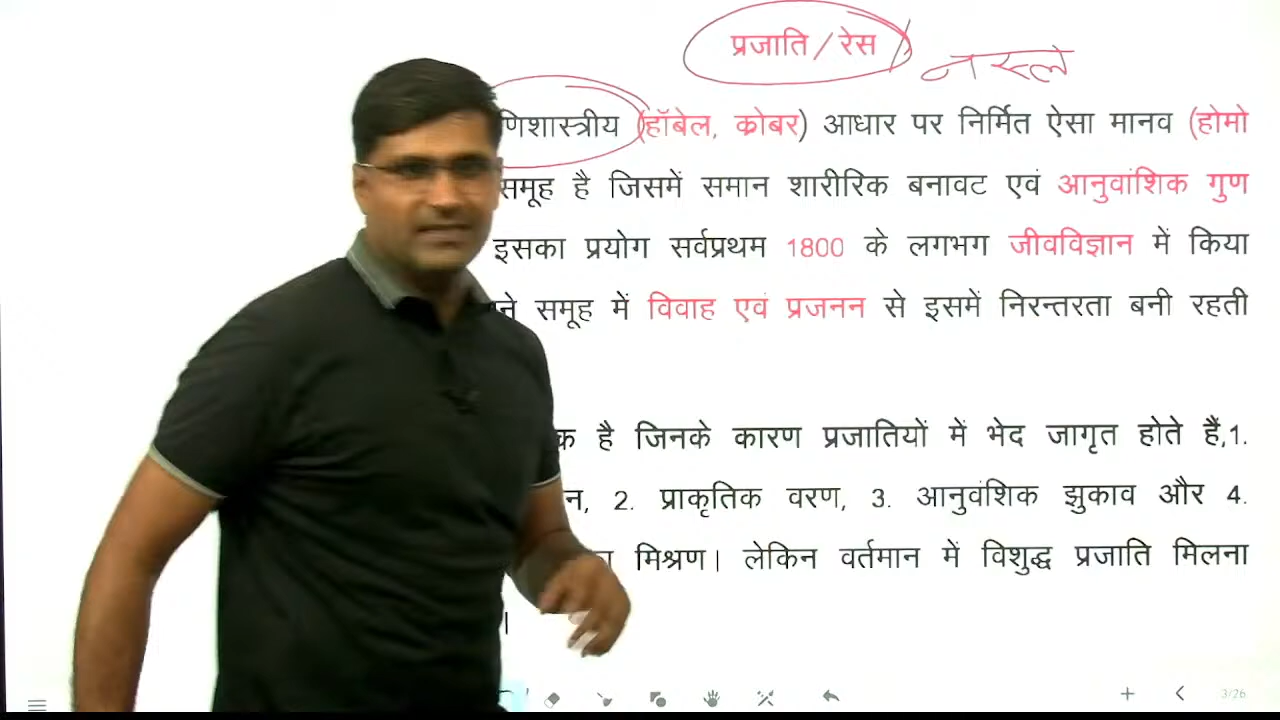 प्रजाति / रेस
नस्ल
णिशास्त्रीय (हॉबेल, क्रोबर) आधार पर निर्मित ऐसा मानव (होमो
समूह है जिसमें समान शारीरिक बनावट एवं आनुवांशिक गुण
इसका प्रयोग सर्वप्रथम 1800 के लगभग जीवविज्ञान में किया
ने समूह में विवाह एवं प्रजनन से इसमें निरन्तरता बनी रहती
क है जिनके कारण प्रजातियों में भेद जागृत होते हैं,1.
न, 2. प्राकृतिक वरण, 3. आनुवंशिक झुकाव और 4.
मिश्रण। लेकिन वर्तमान में विशुद्ध प्रजाति मिलना
।
3/26